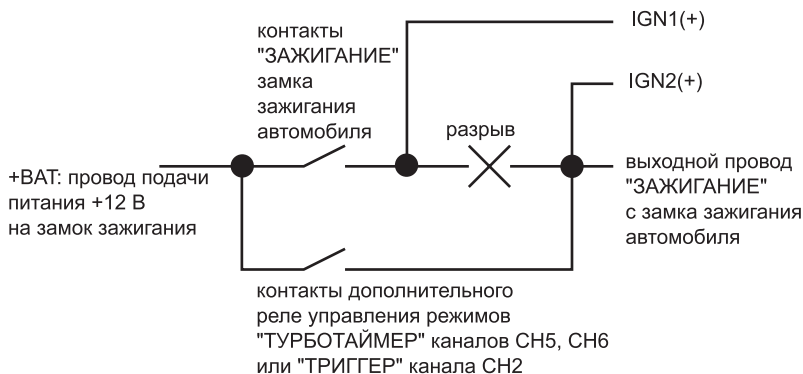 контакты
"ЗАЖИГАНИЕ"
замка
зажигания
автомобиля
IGN1(+)
IGN2(+)
разрыв
+BAT: провод подачи
питания +12 В
на замок зажигания
выходной провод
"ЗАЖИГАНИЕ"
с замка зажигания
автомобиля
контакты дополнительного
реле управления режимов
"ТУРБОТАЙМЕР" каналов CH5, CH6
или "ТРИГГЕР" канала CH2